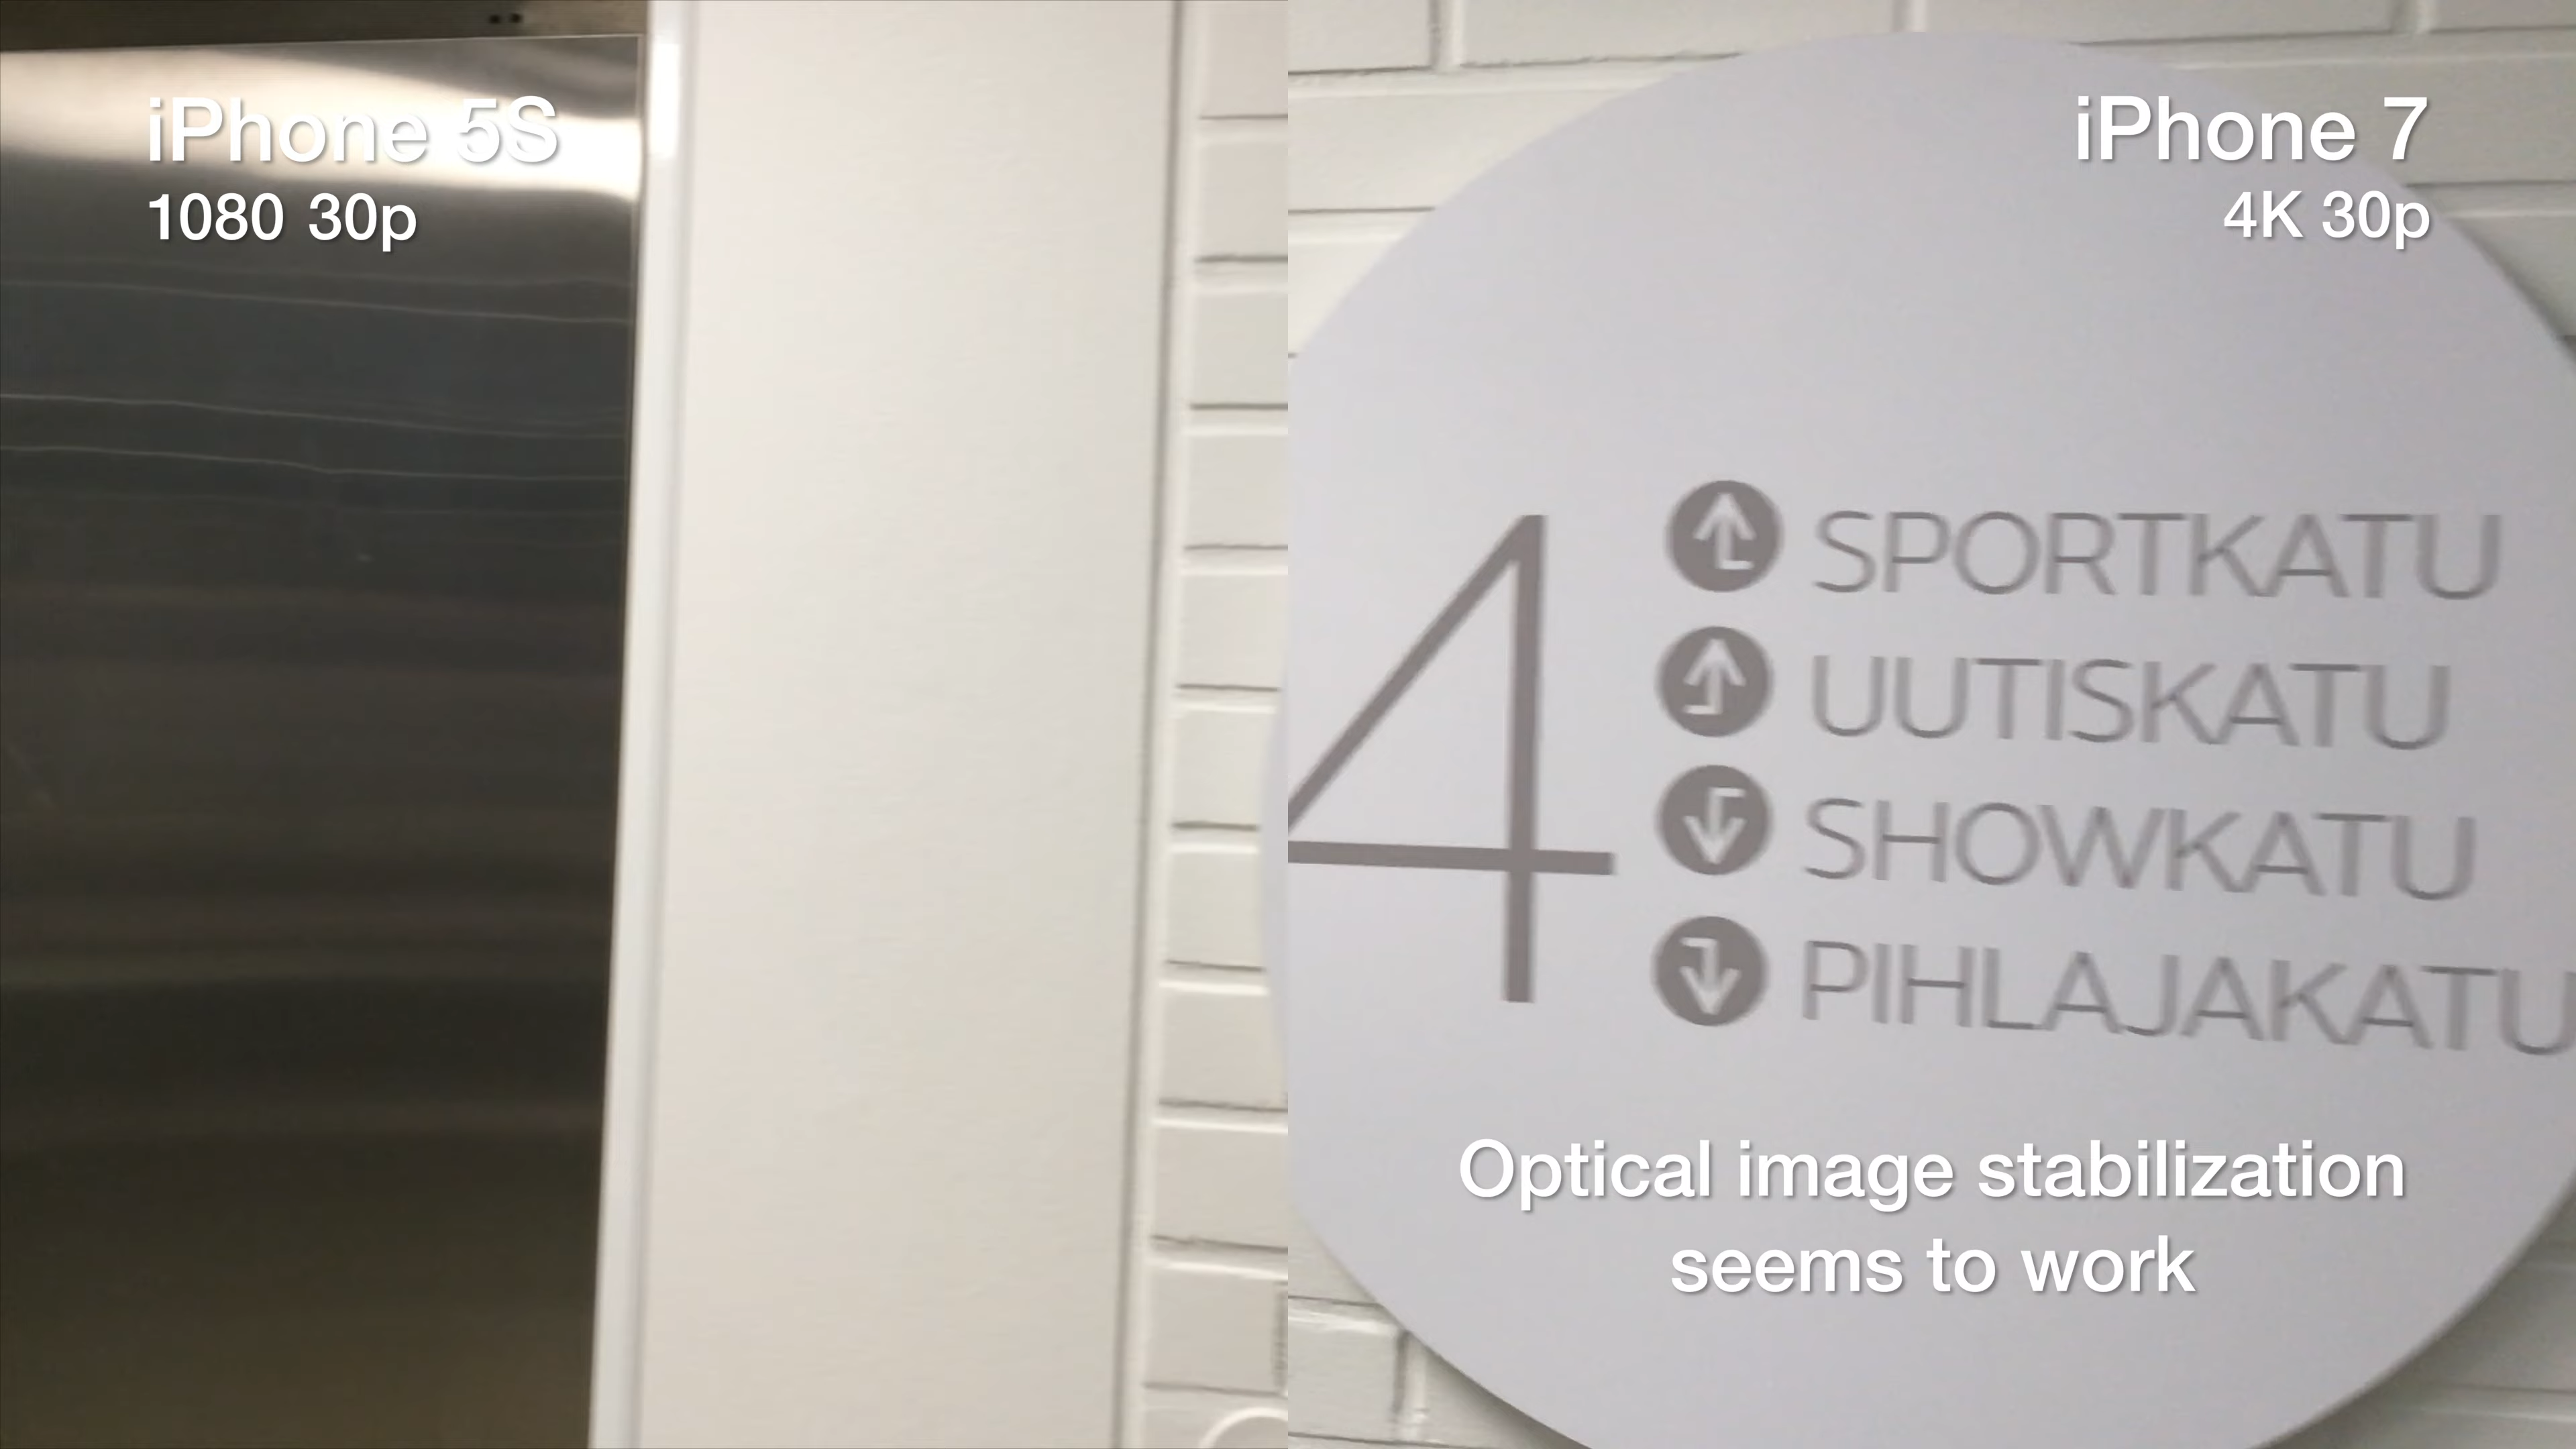 iPhone 5S
1080 30p
iPhone 7
4K 30p
4
SPORTKATU
UUTISKATU
SHOWKATU
PIHLAJAKATU
Optical image stabilization
seems to work